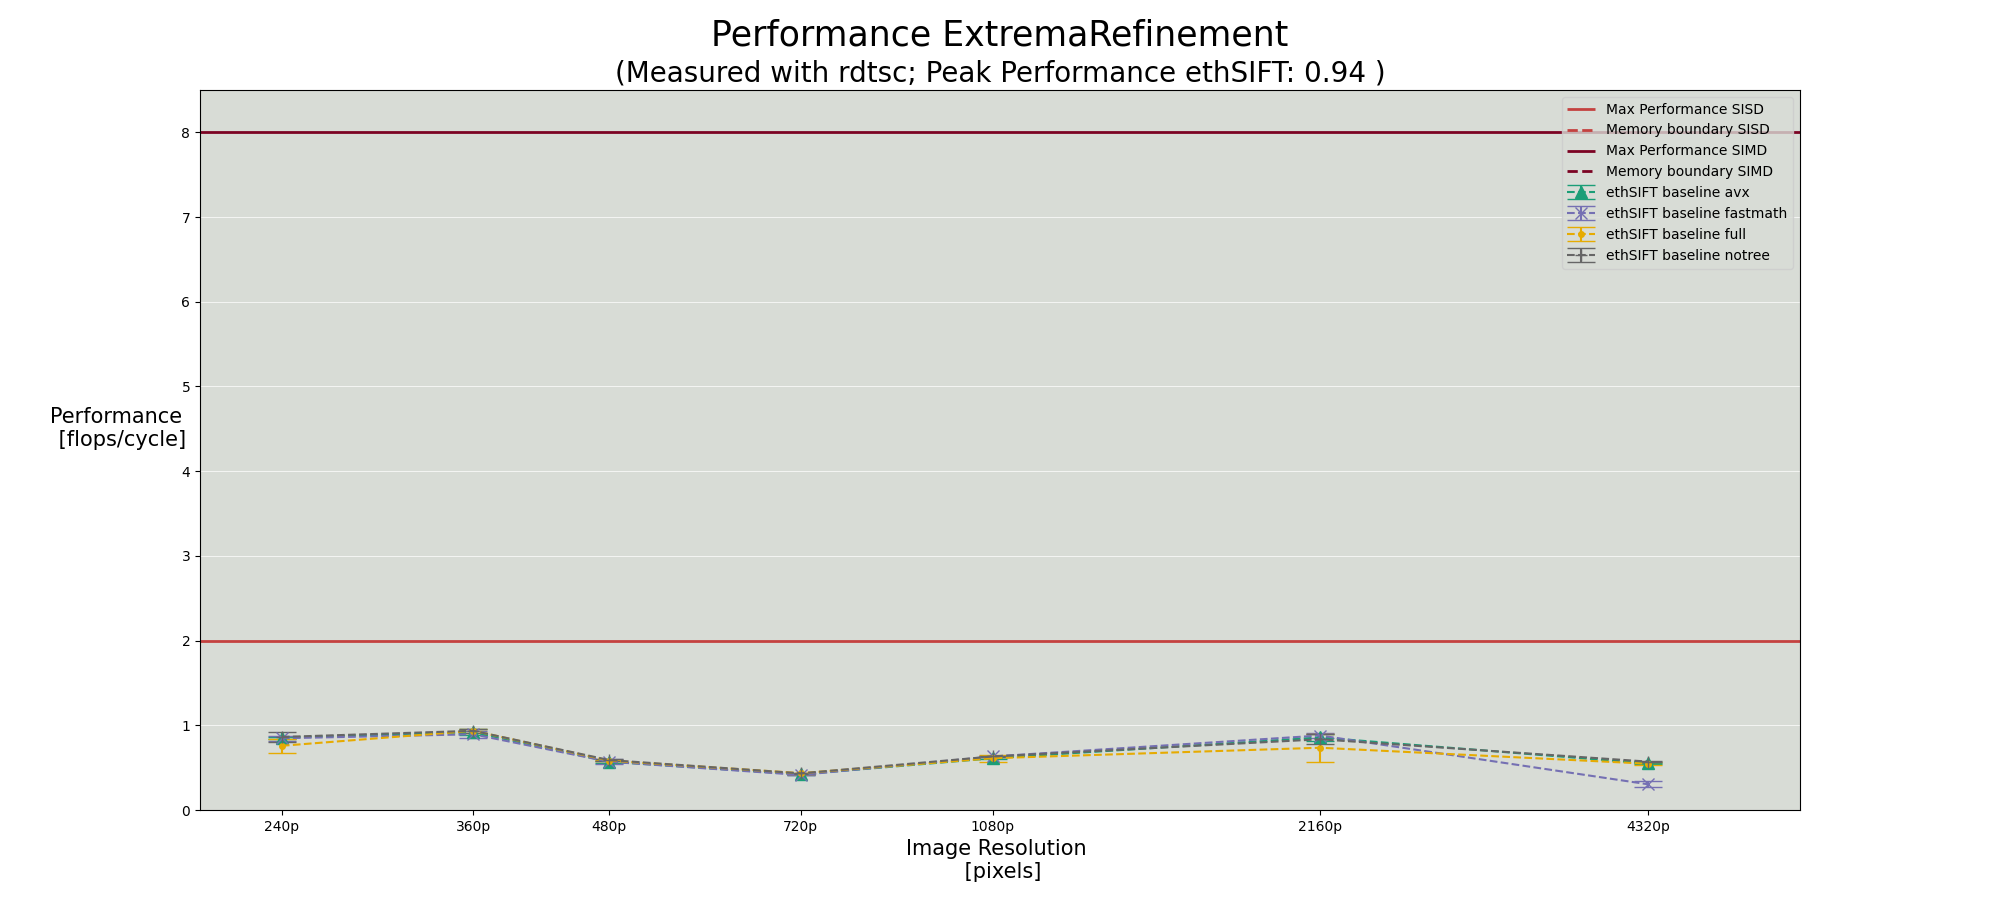 Performance ExtremaRefinement
(Measured with rdtsc; Peak Performance ethSIFT: 0.94 )
Max Performance SISD
Memory boundary SISD
Max Performance SIMD
Memory boundary SIMD
ethSIFT baseline avx
ethSIFT baseline fastmath
ethSIFT baseline full
ethSIFT baseline notree
8
7
6
5
4
3
2
1
0
Performance
[flops/cycle]
240p 360p 480p 720p 1080p 2160p 4320p
Image Resolution
[pixels]